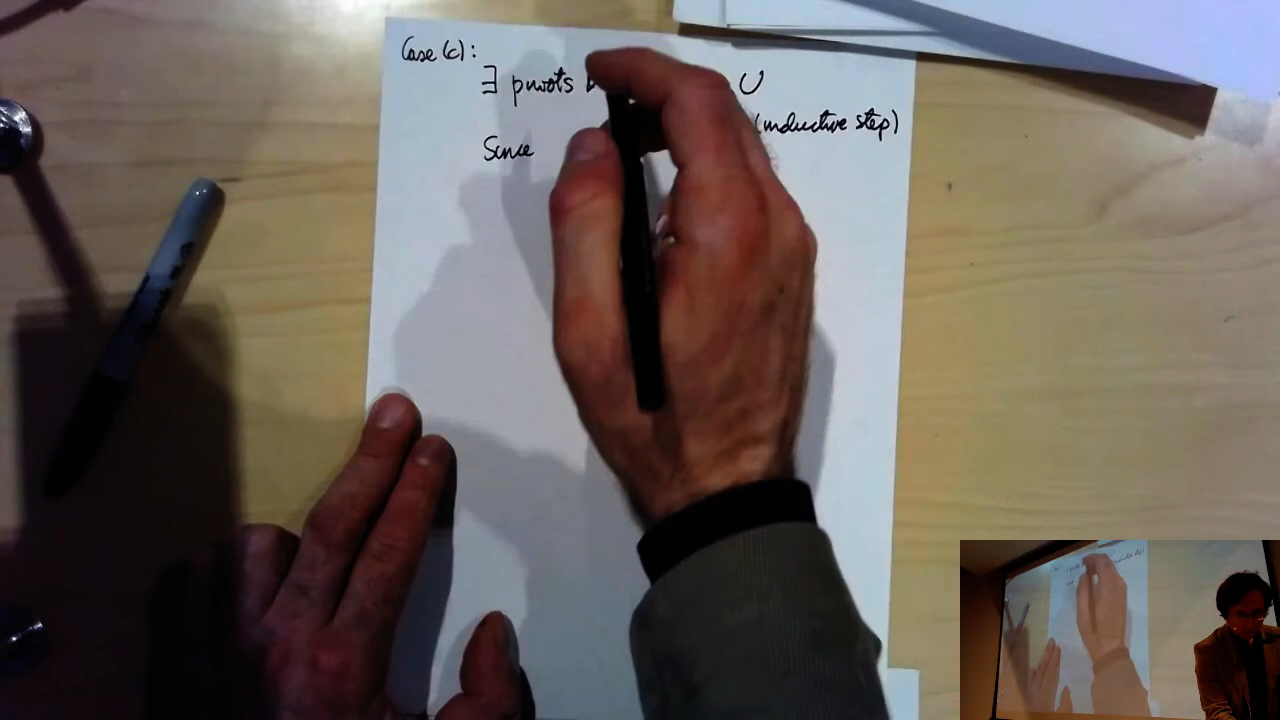 Case (c):
∃ pivots U
(inductive step)
Since